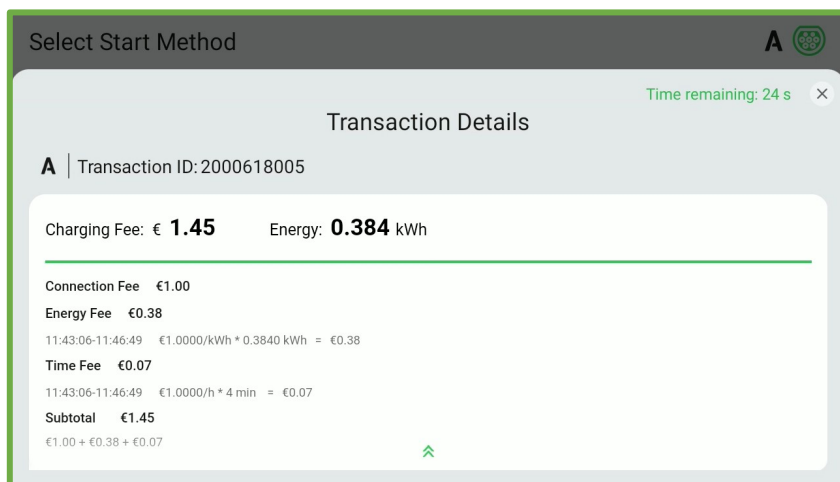 Select Start Method
A
Time remaining: 24 s
Transaction Details
A | Transaction ID: 2000618005
Charging Fee: € 1.45 Energy: 0.384 kWh
Connection Fee €1.00
Energy Fee €0.38
11:43:06-11:46:49 €1.0000/kWh * 0.3840 kWh = €0.38
Time Fee €0.07
11:43:06-11:46:49 €1.0000/h * 4 min = €0.07
Subtotal €1.45
€1.00 + €0.38 + €0.07